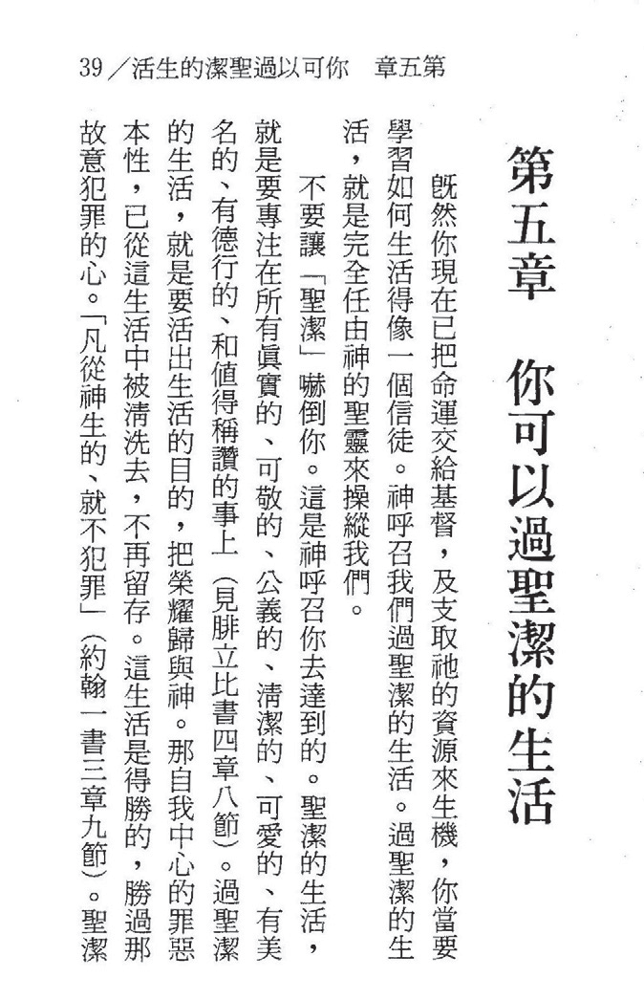 39／活生的潔聖過以可你　章五第
第五章　你可以過聖潔的生活
既然你現在已把命運交給基督，及支取祂的資源來生機，你當要
學習如何生活得像一個信徒。神呼召我們過聖潔的生活。過聖潔的生
活，就是完全任由神的聖靈來操縱我們。
不要讓「聖潔」嚇倒你。這是神呼召你去達到的。聖潔的生活，
就是要專注在所有眞實的、可敬的、公義的、清潔的、可愛的、有美
名的、有德行的、和值得稱讚的事上（見腓立比書四章八節）。過聖潔
的生活，就是要活出生活的目的，把榮耀歸與神。那自我中心的罪惡
本性，已從這生活中被清洗去，不再留存。這生活是得勝的，勝過那
故意犯罪的心。「凡從神生的、就不犯罪」（約翰一書三章九節）。聖潔